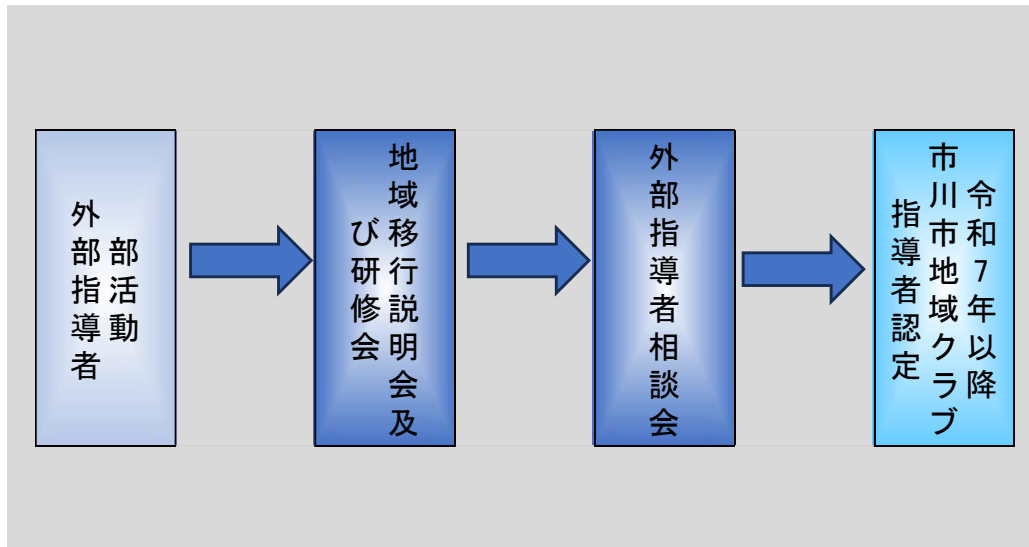 部活動
外部指導者
地域移行説明会及
び研修会
外部指導者相談会
令和7年以降
市川市地域クラブ
指導者認定